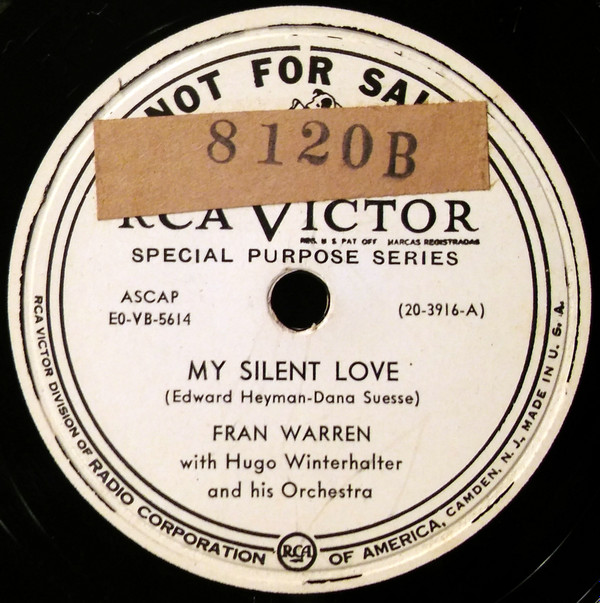 NOT FOR SAL
8120B
RCA VICTOR
REG. U S PAT OFF MARCAS REGISTRADAS
SPECIAL PURPOSE SERIES
ASCAP
E0-VB-5614
(20-3916-A)
MY SILENT LOVE
(Edward Heyman-Dana Suesse)
FRAN WARREN
with Hugo Winterhalter
and his Orchestra
RCA VICTOR DIVISION OF RADIO CORPORATION OF AMERICA, CAMDEN, N. J., MADE IN U. S. A.
RCA